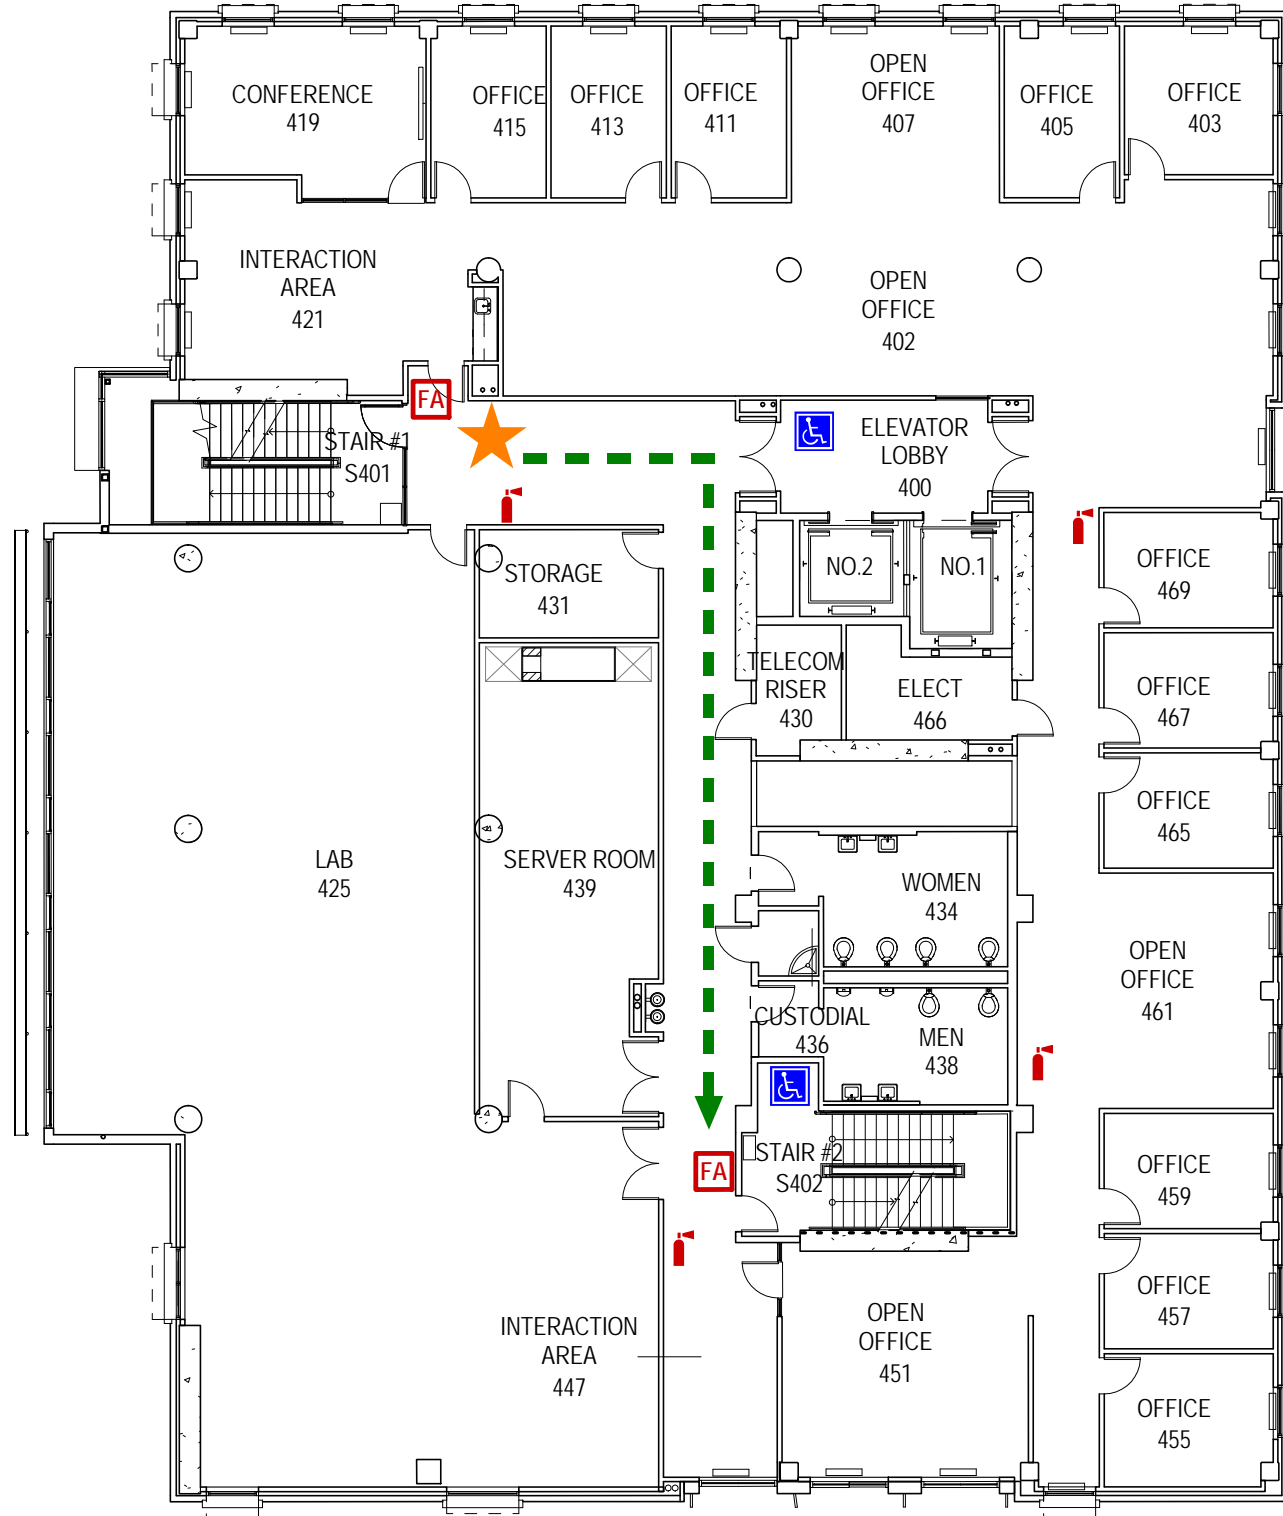 CONFERENCE
419
OFFICE
415
OFFICE
413
OFFICE
411
OPEN
OFFICE
407
OFFICE
405
OFFICE
403
INTERACTION
AREA
421
OPEN
OFFICE
402
FA
STAIR #1
S401
ELEVATOR
LOBBY
400
STORAGE
431
NO.2
NO.1
OFFICE
469
TELECOM
RISER
430
ELECT
466
OFFICE
467
OFFICE
465
LAB
425
SERVER ROOM
439
WOMEN
434
OPEN
OFFICE
461
CUSTODIAL
436
MEN
438
STAIR #2
S402
FA
OFFICE
459
OFFICE
457
INTERACTION
AREA
447
OPEN
OFFICE
451
OFFICE
455